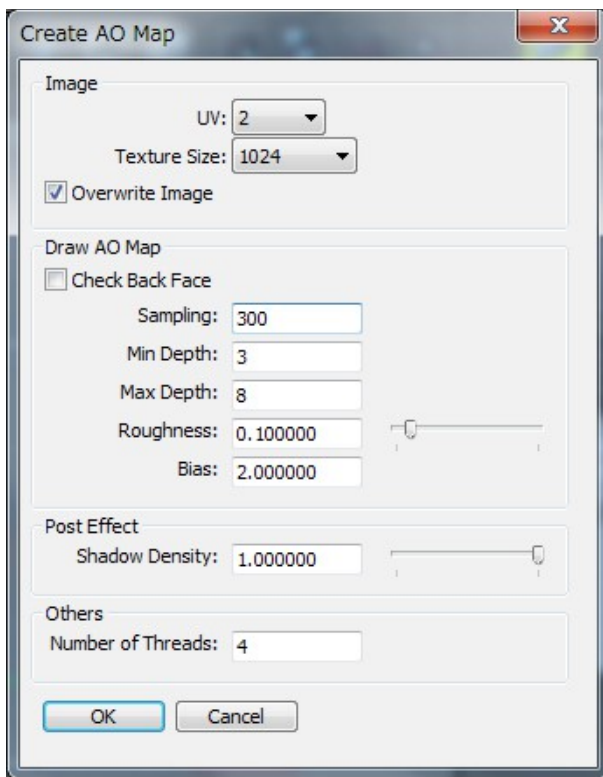 Create AO Map
Image
UV: 2
Texture Size: 1024
Overwrite Image
Draw AO Map
Check Back Face
Sampling: 300
Min Depth: 3
Max Depth: 8
Roughness: 0.100000
Bias: 2.000000
Post Effect
Shadow Density: 1.000000
Others
Number of Threads: 4
OK Cancel